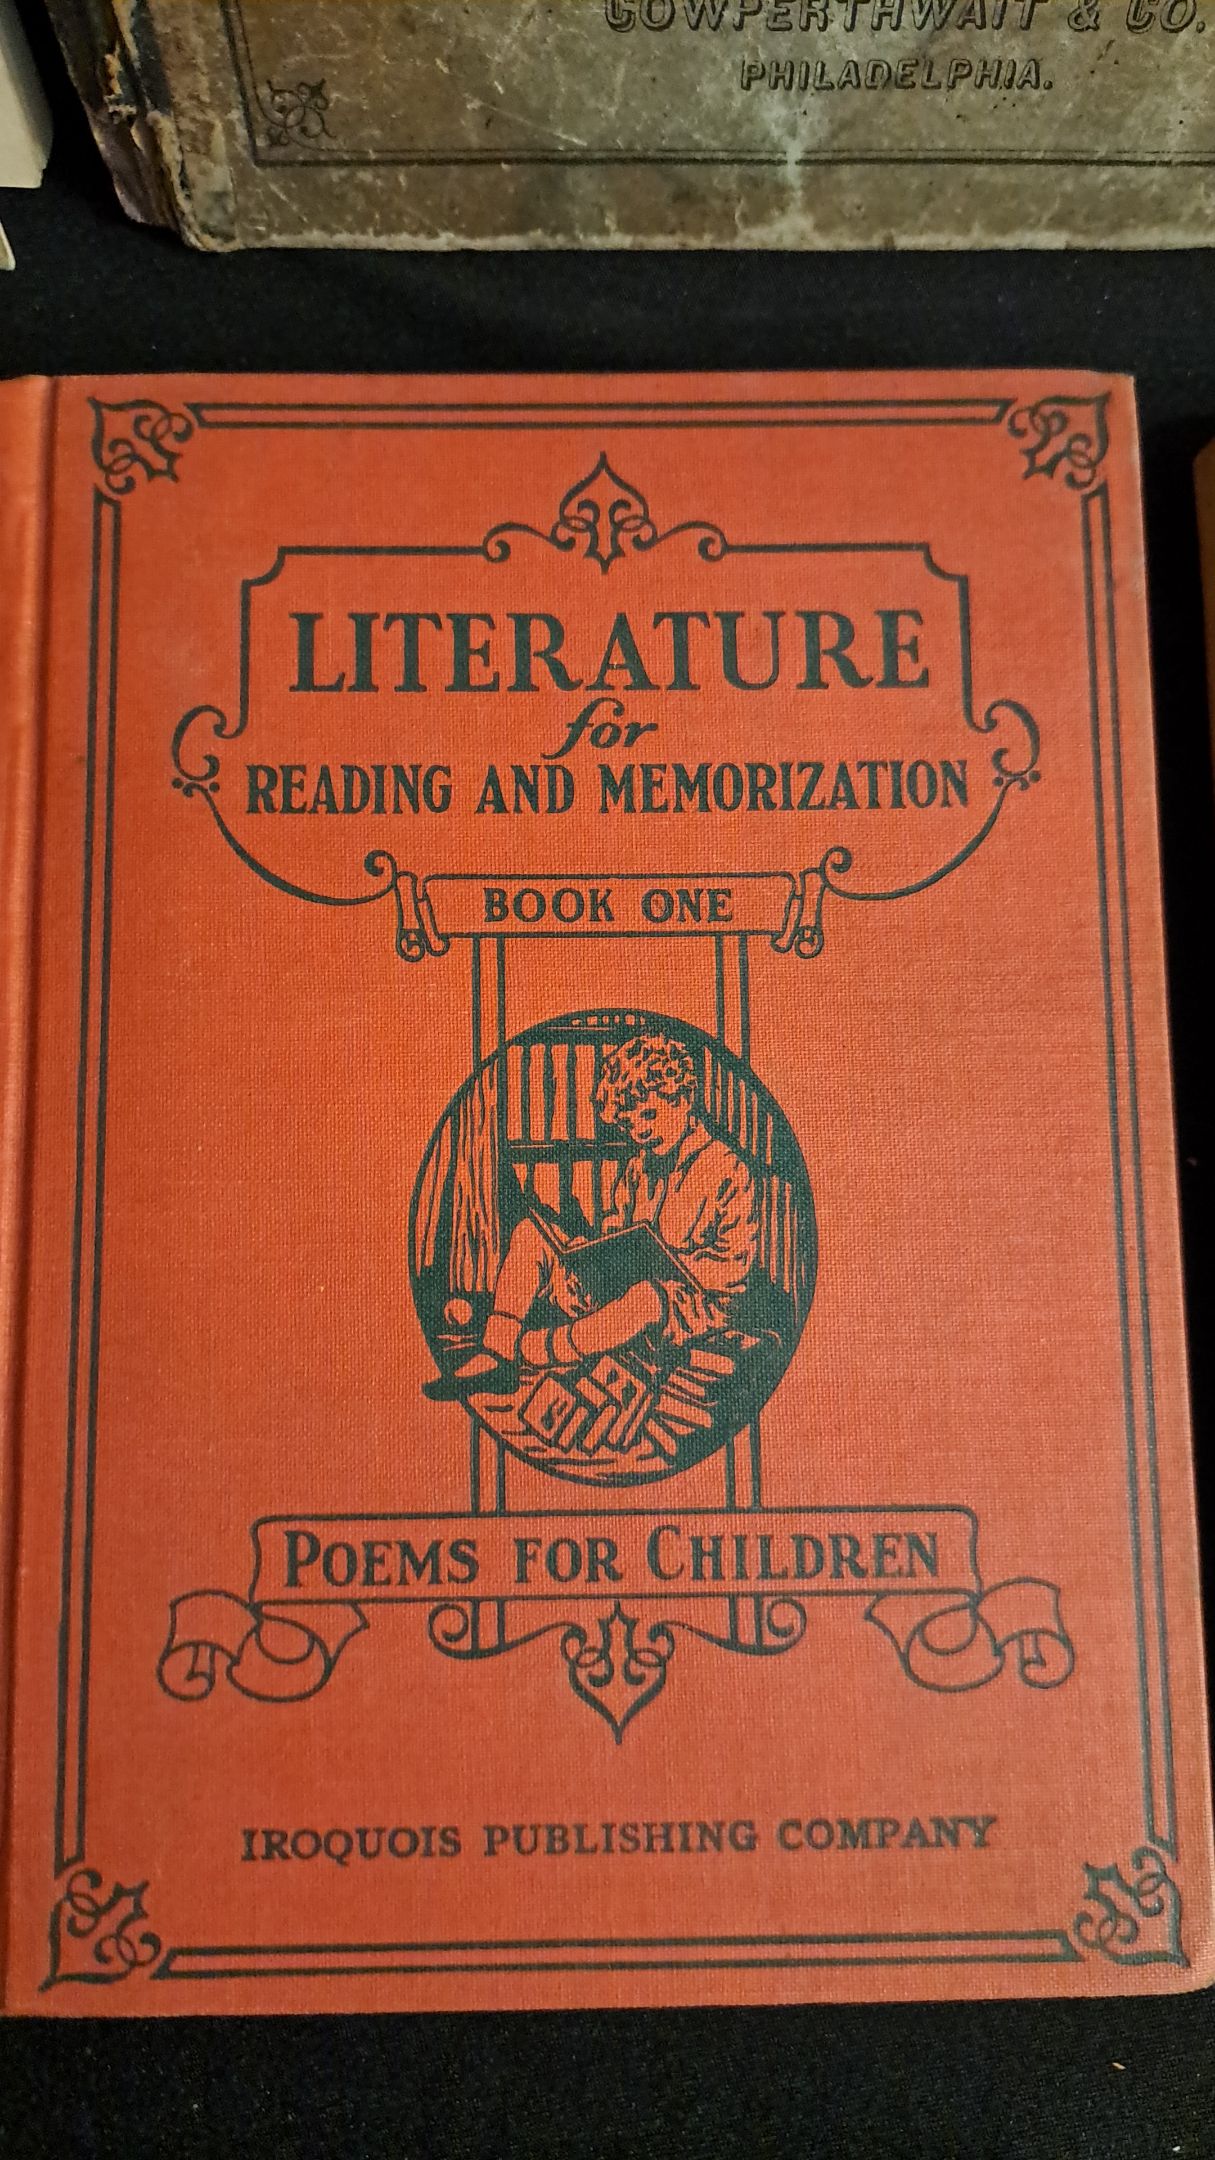 COWPERTHWAIT & CO.
PHILADELPHIA.
LITERATURE
for
READING AND MEMORIZATION
BOOK ONE
POEMS FOR CHILDREN
IROQUOIS PUBLISHING COMPANY